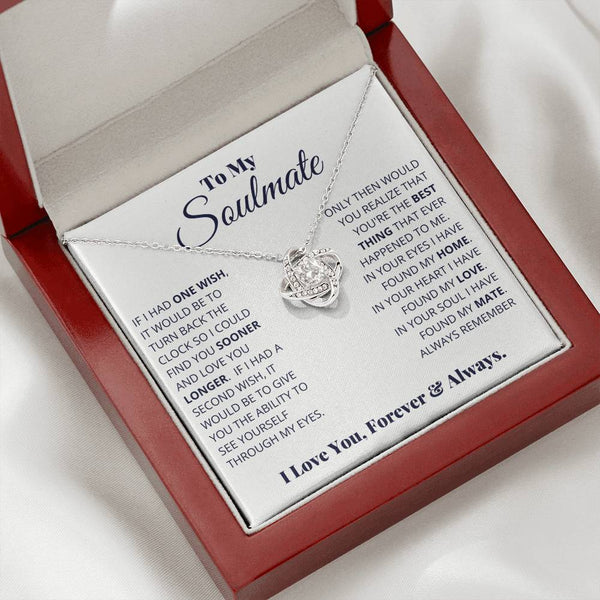 To My
Soulmate
IF I HAD ONE WISH,
IT WOULD BE TO
TURN BACK THE
CLOCK SO I COULD
FIND YOU SOONER
AND LOVE YOU
LONGER. IF I HAD A
SECOND WISH, IT
WOULD BE TO GIVE
YOU THE ABILITY TO
SEE YOURSELF
THROUGH MY EYES.
ONLY THEN WOULD
YOU REALIZE THAT
YOU'RE THE BEST
THING THAT EVER
HAPPENED TO ME.
IN YOUR EYES I HAVE
FOUND MY HOME.
IN YOUR HEART I HAVE
FOUND MY LOVE.
IN YOUR SOUL I HAVE
FOUND MY MATE.
ALWAYS REMEMBER
I Love You, Forever & Always.